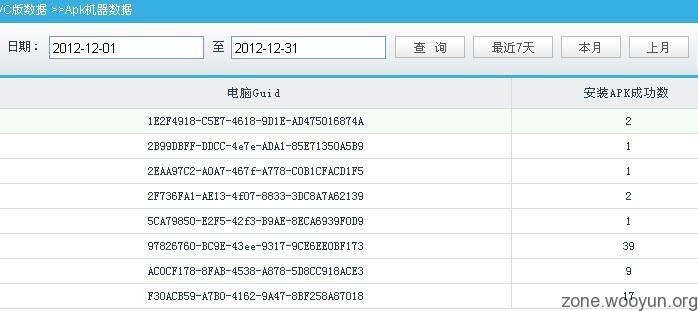 VC版数据 >>Apk机器数据
日期： 2012-12-01 至 2012-12-31 查 询 最近7天 本月 上月
电脑Guid 安装APK成功数
1E2F4918-C5E7-4618-9D1E-AD475016874A 2
2B99DBFF-DDCC-4e7e-ADA1-85E71350A5B9 1
2EAA97C2-A0A7-467f-A778-C0B1CFACD1F5 1
2F736FA1-AE13-4f07-8833-3DC8A7A62139 2
5CA79850-E2F5-42f3-B9AE-8ECA6939F0D9 1
97826760-BC9E-43ee-9317-9CE6EE0BF173 39
AC0CF178-8FAB-4538-A878-5D8CC918ACE3 9
F30ACB59-A7B0-4162-9A47-8BF258A87018 17
zone.wooyun.org